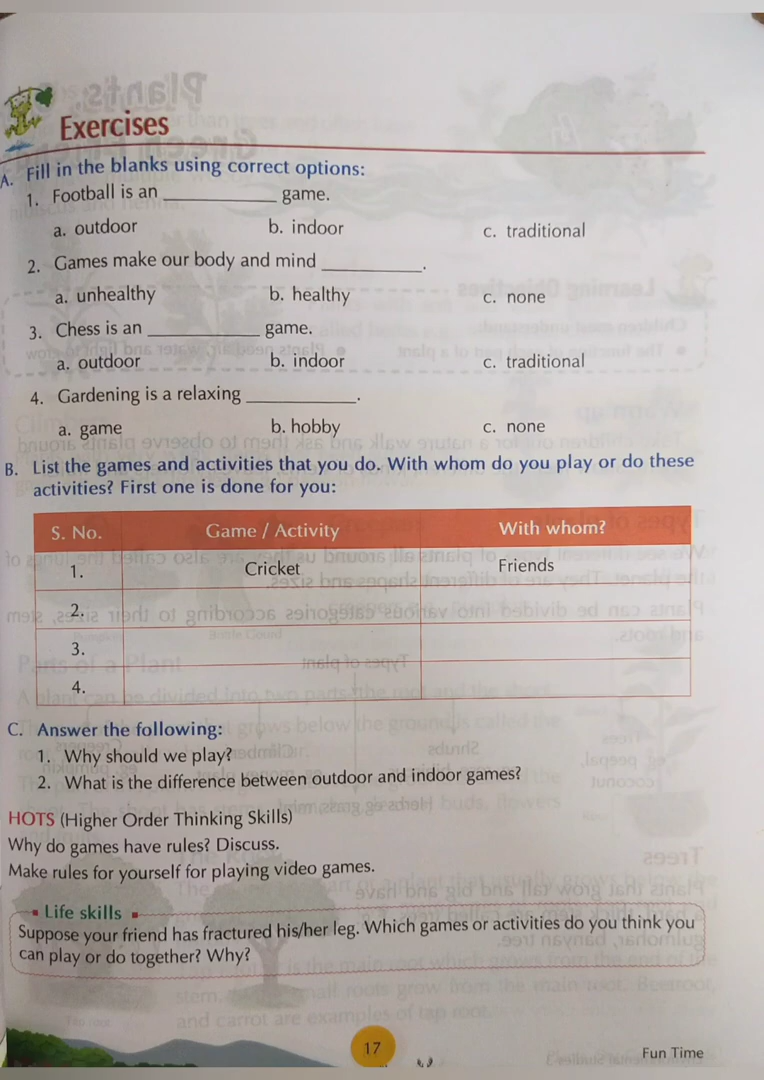 Exercises
A. Fill in the blanks using correct options:
1. Football is an ____________ game.
a. outdoor b. indoor c. traditional
2. Games make our body and mind ___________.
a. unhealthy b. healthy c. none
3. Chess is an ____________ game.
a. outdoor b. indoor c. traditional
4. Gardening is a relaxing ____________.
a. game b. hobby c. none
B. List the games and activities that you do. With whom do you play or do these
activities? First one is done for you:
S. No. Game / Activity With whom?
1. Cricket Friends
2.
3.
4.
C. Answer the following:
1. Why should we play?
2. What is the difference between outdoor and indoor games?
HOTS (Higher Order Thinking Skills)
Why do games have rules? Discuss.
Make rules for yourself for playing video games.
Life skills
Suppose your friend has fractured his/her leg. Which games or activities do you think you
can play or do together? Why?
17
Fun Time